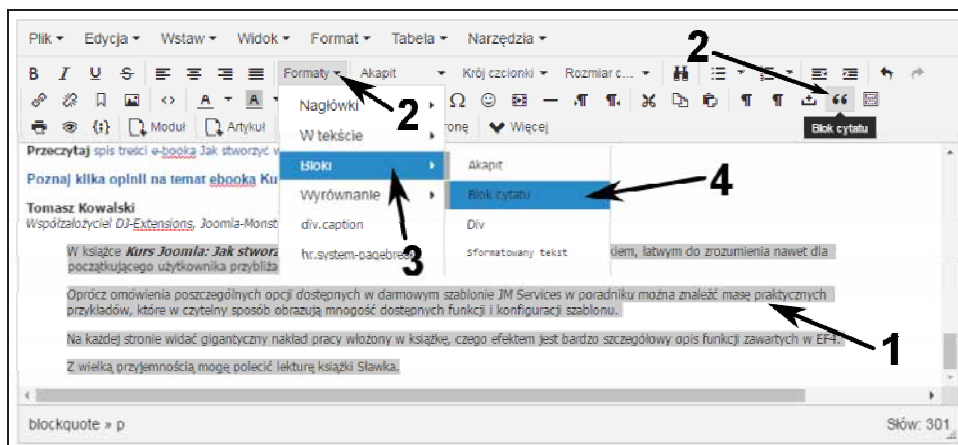 Plik Edycja Wstaw Widok Format Tabela Narzędzia
2
B I U S Formaty Akapit Krój czcionki Rozmiar c...
A A Nagłówki Ω ¶ ¶ “
2
W tekście Blok cytatu
Moduł Artykuł ronę Więcej
Przeczytaj spis treści e-booka Jak stworzyć w
Bloki Akapit
Poznaj kilka opinii na temat ebooka Ku
Wyrównanie Blok cytatu 4
Tomasz Kowalski
Współzałożyciel DJ-Extensions, Joomla-Monst
div.caption Div
3
W książce Kurs Joomla: Jak stworz hr.system-pagebreak Sformatowany tekst dem, łatwym do zrozumienia nawet dla
początkującego użytkownika przybliża
Oprócz omówienia poszczególnych opcji dostępnych w darmowym szablonie JM Services w poradniku można znaleźć masę praktycznych
przykładów, które w czytelny sposób obrazują mnogość dostępnych funkcji i konfiguracji szablonu.
Na każdej stronie widać gigantyczny nakład pracy włożony w książkę, czego efektem jest bardzo szczegółowy opis funkcji zawartych w EF4.
1
Z wielką przyjemnością mogę polecić lekturę książki Sławka.
blockquote » p Słów: 301